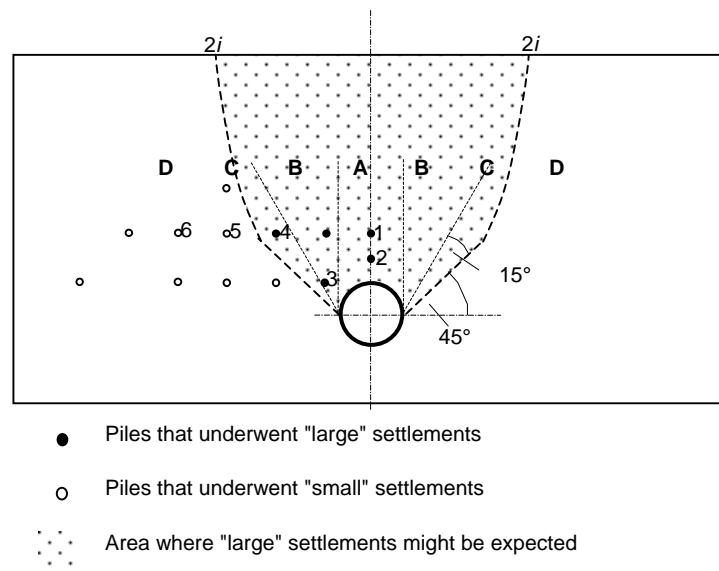 2i 2i
D C B A B C D
6 5 4 1
2
3 15°
45°
Piles that underwent "large" settlements
Piles that underwent "small" settlements
Area where "large" settlements might be expected